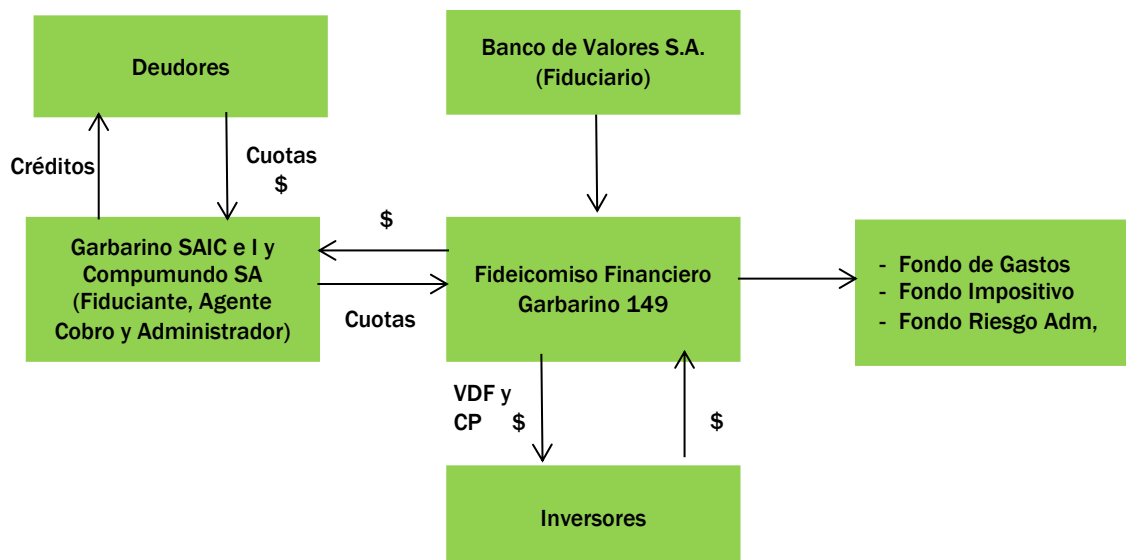 Deudores
Banco de Valores S.A.
(Fiduciario)
Créditos
Cuotas
$
Garbarino SAIC e I y
Compumundo SA
(Fiduciante, Agente
Cobro y Administrador)
$
Cuotas
Fideicomiso Financiero
Garbarino 149
- Fondo de Gastos
- Fondo Impositivo
- Fondo Riesgo Adm,
VDF y
CP $
$
Inversores